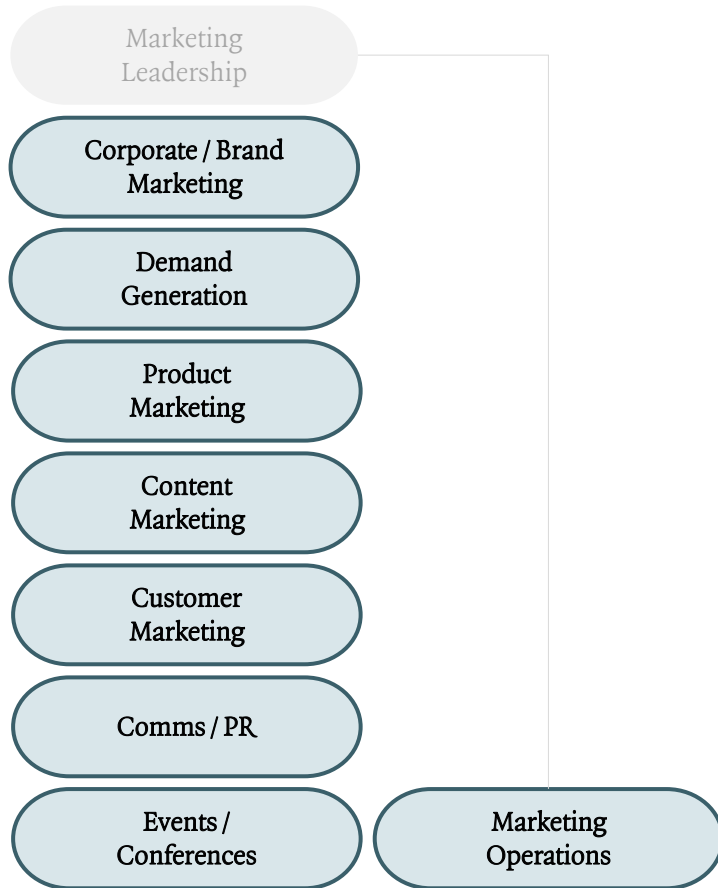 Marketing
Leadership
Corporate / Brand
Marketing
Demand
Generation
Product
Marketing
Content
Marketing
Customer
Marketing
Comms / PR
Events /
Conferences
Marketing
Operations